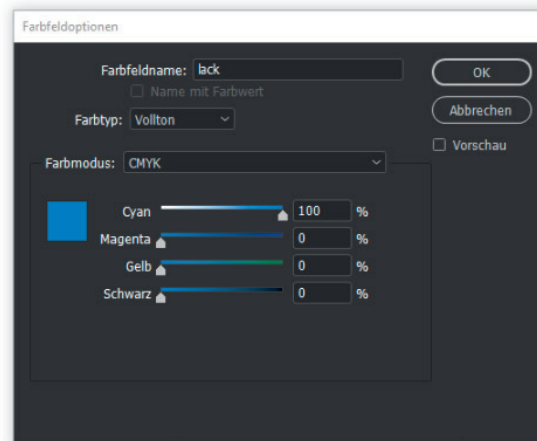 Farbfeldoptionen
Farbfeldname: lack
OK
Name mit Farbwert
Abbrechen
Farbtyp: Vollton
Vorschau
Farbmodus: CMYK
Cyan 100 %
Magenta 0 %
Gelb 0 %
Schwarz 0 %